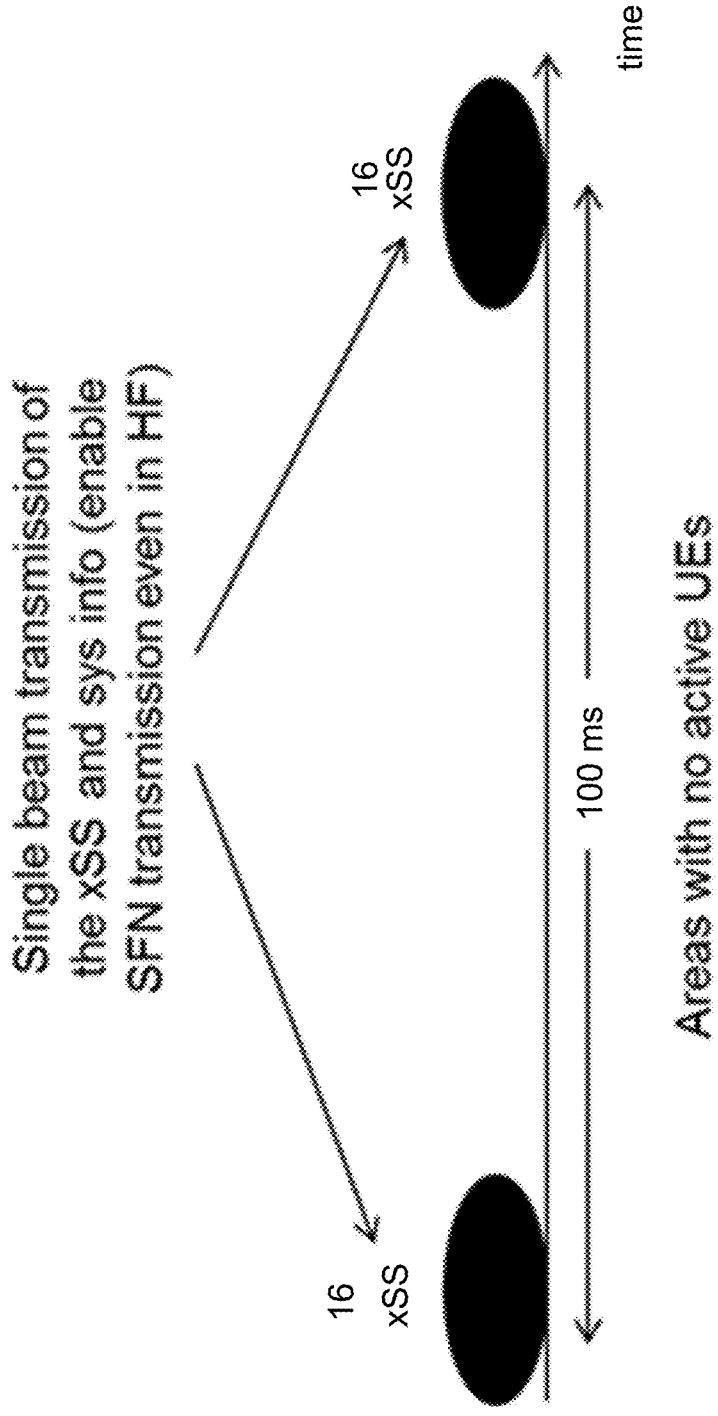 Single beam transmission of
the xSS and sys info (enable
SFN transmission even in HF)
16
xSS
16
xSS
100 ms
time
Areas with no active UEs